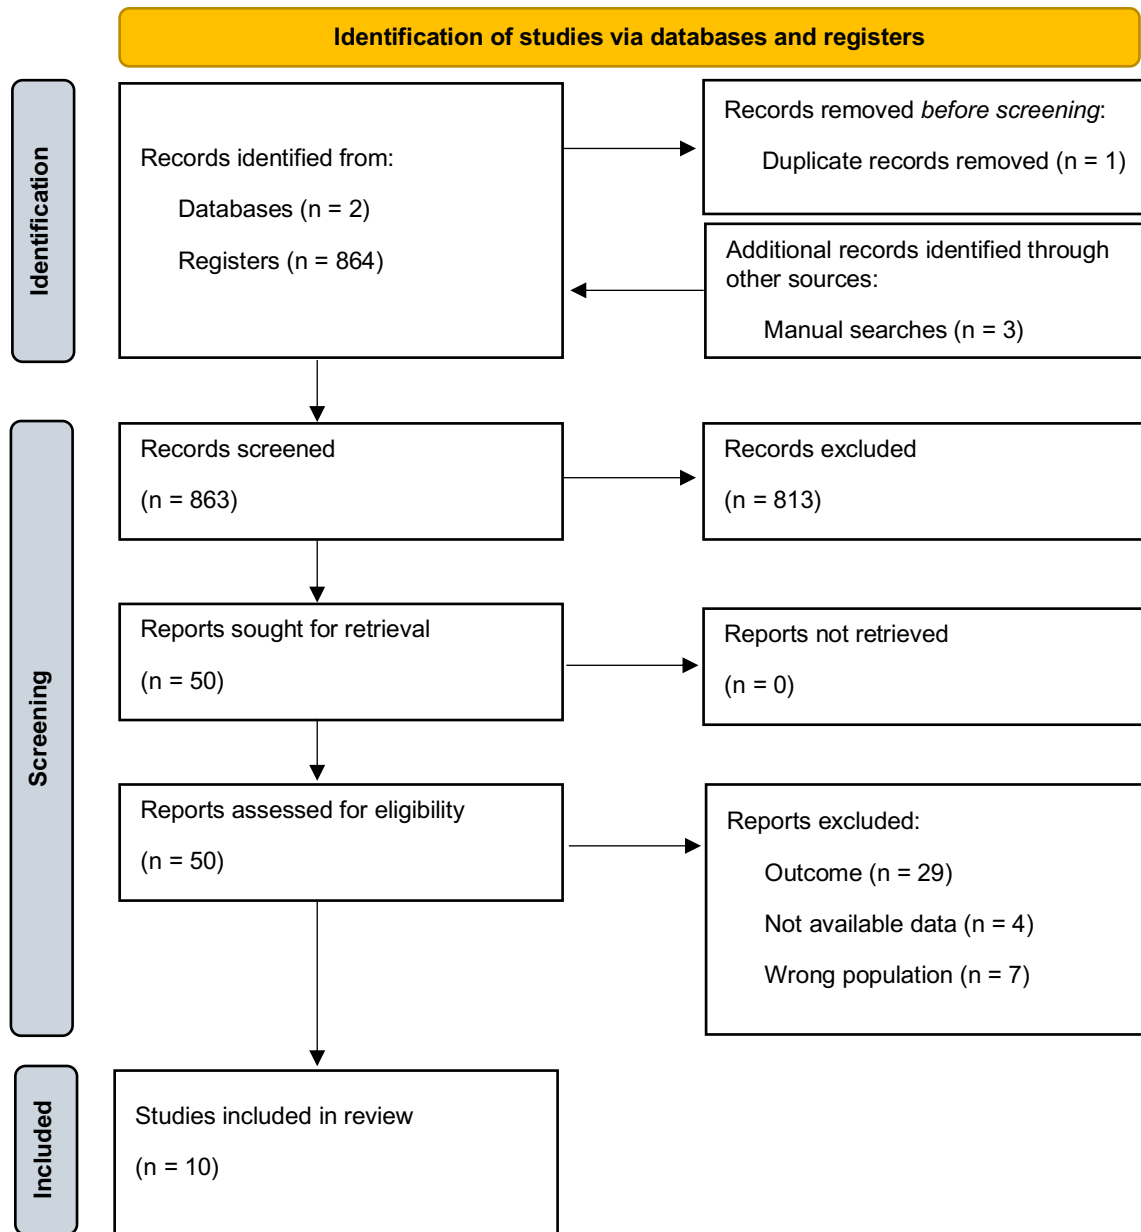 Identification of studies via databases and registers
Identification
Records identified from:
Databases (n = 2)
Registers (n = 864)
Records removed before screening:
Duplicate records removed (n = 1)
Additional records identified through
other sources:
Manual searches (n = 3)
Screening
Records screened
(n = 863)
Records excluded
(n = 813)
Reports sought for retrieval
(n = 50)
Reports not retrieved
(n = 0)
Reports assessed for eligibility
(n = 50)
Reports excluded:
Outcome (n = 29)
Not available data (n = 4)
Wrong population (n = 7)
Included
Studies included in review
(n = 10)